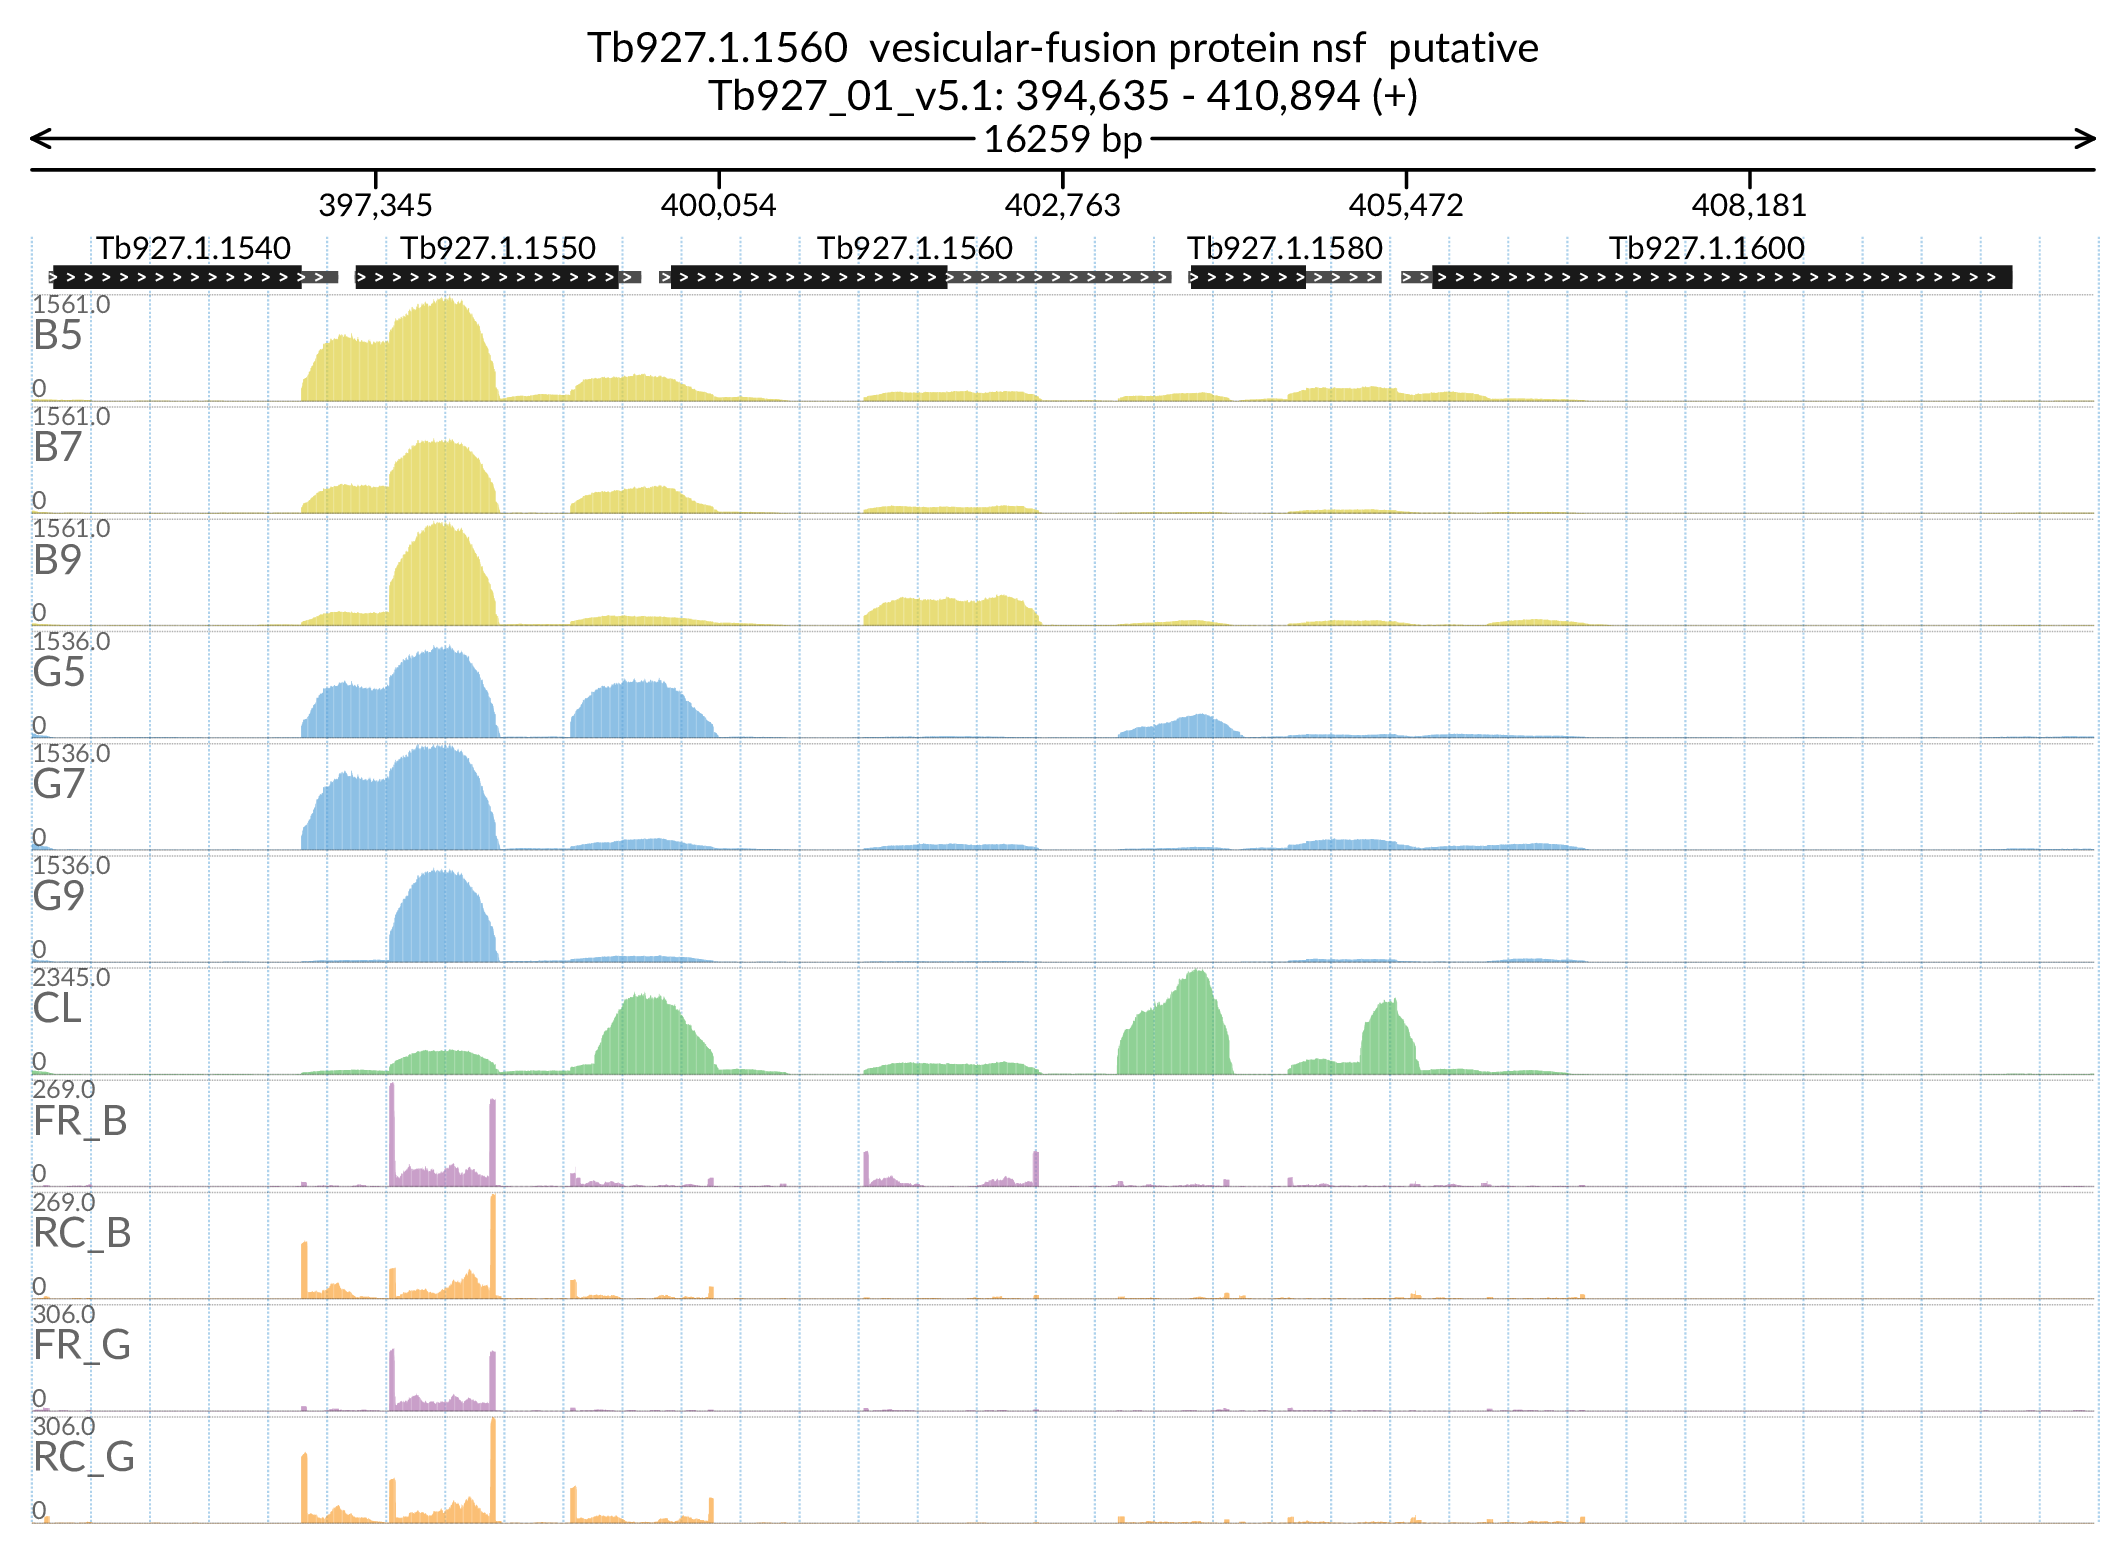 Tb927.1.1560  vesicular-fusion protein nsf  putative
Tb927_01_v5.1: 394,635 - 410,894 (+)
16259 bp
397,345 400,054 402,763 405,472 408,181
Tb927.1.1540 Tb927.1.1550 Tb927.1.1560 Tb927.1.1580 Tb927.1.1600
1561.0
B5
0
1561.0
B7
0
1561.0
B9
0
1536.0
G5
0
1536.0
G7
0
1536.0
G9
0
2345.0
CL
0
269.0
FR_B
0
269.0
RC_B
0
306.0
FR_G
0
306.0
RC_G
0